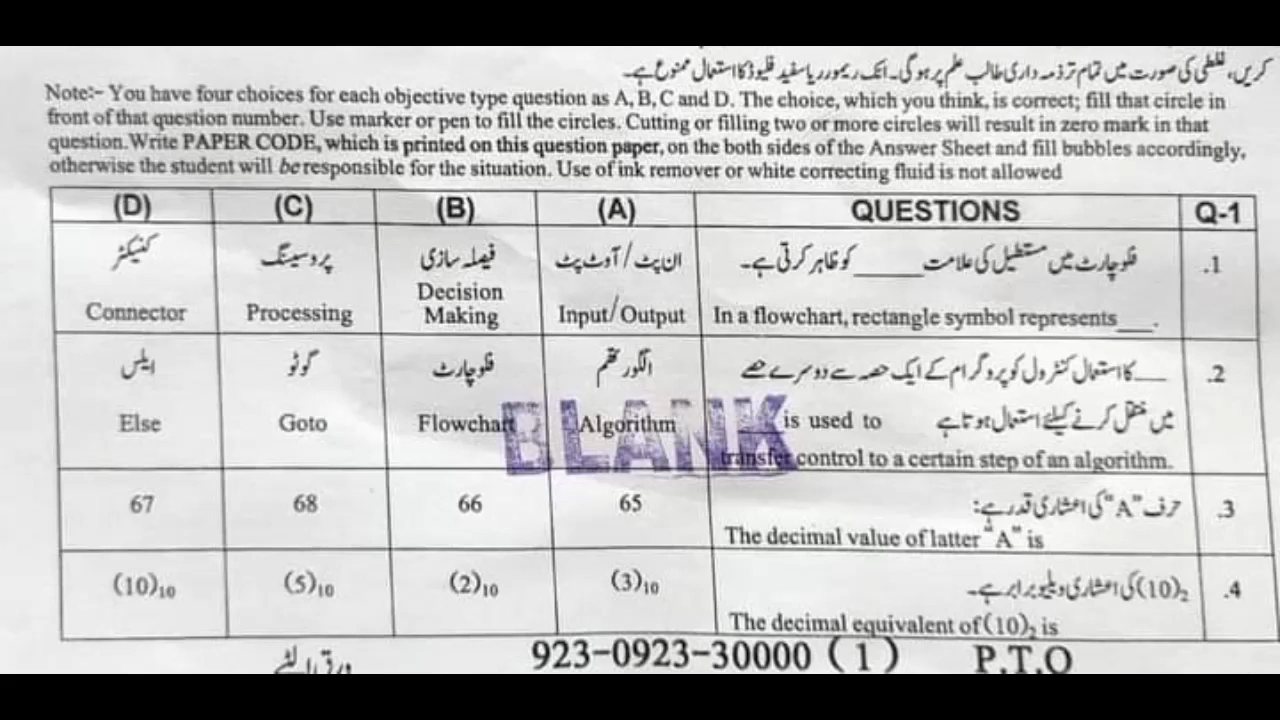 کریں، غلطی کی صورت میں تمام تر ذمہ داری طالب علم پر ہوگی۔ انک ریموور یا سفید فلیوڈ کا استعمال ممنوع ہے۔
Note:- You have four choices for each objective type question as A, B, C and D. The choice, which you think, is correct; fill that circle in
front of that question number. Use marker or pen to fill the circles. Cutting or filling two or more circles will result in zero mark in that
question. Write PAPER CODE, which is printed on this question paper, on the both sides of the Answer Sheet and fill bubbles accordingly,
otherwise the student will be responsible for the situation. Use of ink remover or white correcting fluid is not allowed
(D) (C) (B) (A) QUESTIONS Q-1
کنیکٹر پروسیسنگ فیصلہ سازی ان پٹ/آوٹ پٹ فلوچارٹ میں مستطیل کی علامت ______ کو ظاہر کرتی ہے۔ .1
Connector Processing Decision Making Input/Output In a flowchart, rectangle symbol represents ___.
ایلس گوٹو فلوچارٹ الگورتھم ___ کا استعمال کنٹرول کو پروگرام کے ایک حصہ سے دوسرے حصے .2
میں منتقل کرنے کیلئے استعمال ہوتا ہے
Else Goto Flowchart Algorithm ___ is used to
transfer control to a certain step of an algorithm.
BLANK
67 68 66 65 حرف "A" کی اعشاری قدر ہے: .3
The decimal value of latter "A" is
(10)₁₀ (5)₁₀ (2)₁₀ (3)₁₀ (10)₂ کی اعشاری ویلیو برابر ہے۔ .4
The decimal equivalent of (10)₂ is
ورق الٹے 923-0923-30000 (1) P.T.O